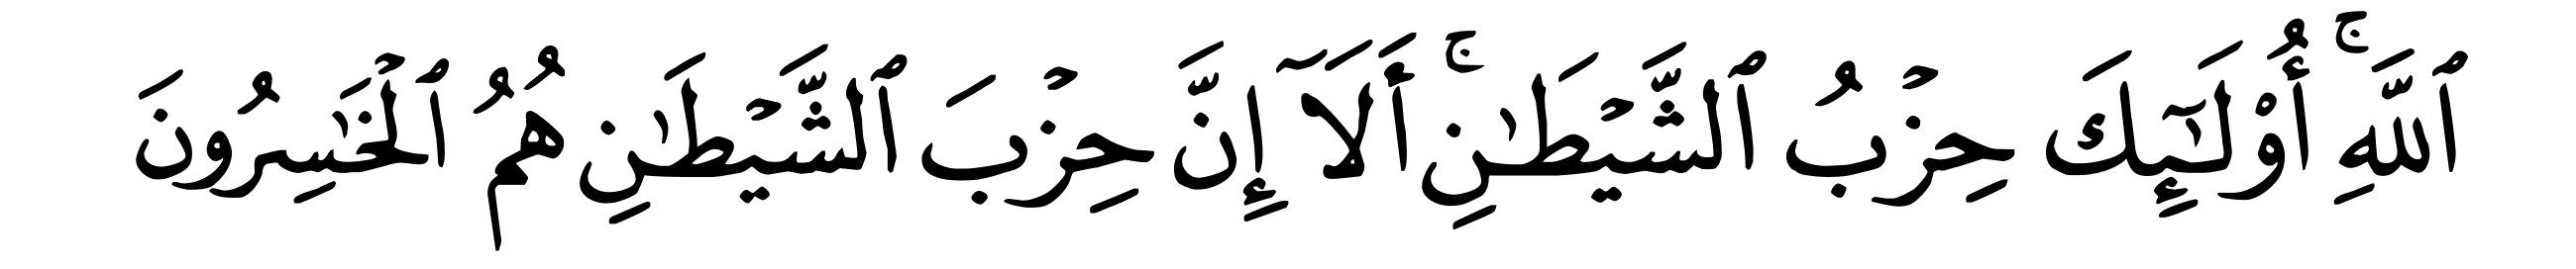 ٱللَّهِۚ أُوْلَٰٓئِكَ حِزۡبُ ٱلشَّيۡطَٰنِۚ أَلَآ إِنَّ حِزۡبَ ٱلشَّيۡطَٰنِ هُمُ ٱلۡخَٰسِرُونَ